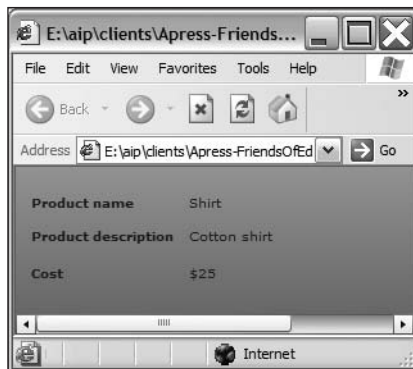 E:\aip\clients\Apress-Friends...
File Edit View Favorites Tools Help
Back
»
Address E:\aip\clients\Apress-FriendsOfEd Go
Product name Shirt
Product description Cotton shirt
Cost $25
Internet